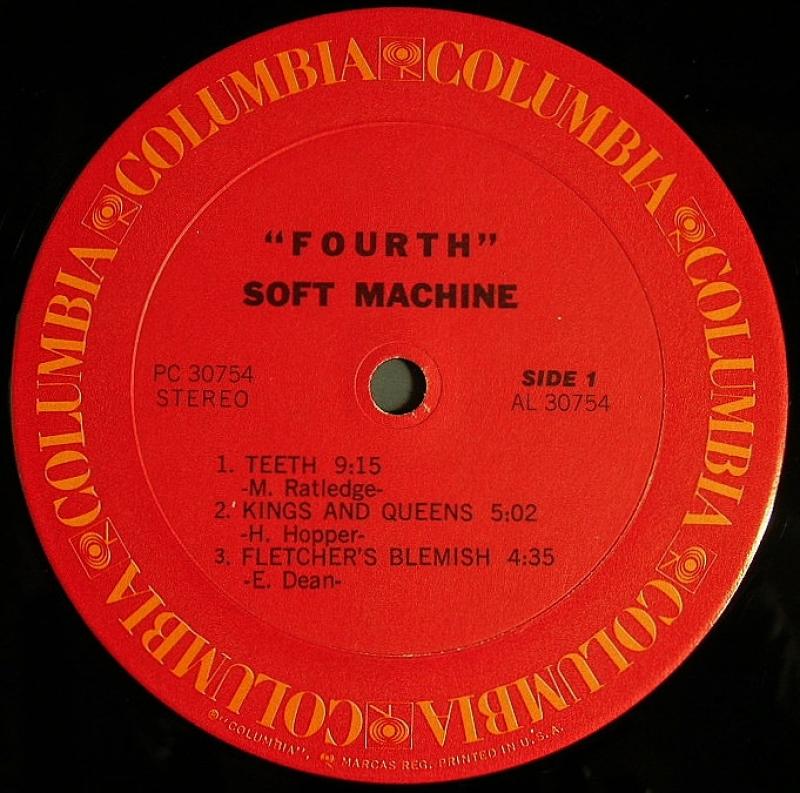 COLUMBIA COLUMBIA COLUMBIA COLUMBIA COLUMBIA COLUMBIA COLUMBIA COLUMBIA
"FOURTH"
SOFT MACHINE
PC 30754
STEREO
SIDE 1
AL 30754
1. TEETH 9:15
-M. Ratledge-
2. KINGS AND QUEENS 5:02
-H. Hopper-
3. FLETCHER'S BLEMISH 4:35
-E. Dean-
®"COLUMBIA", MARCAS REG. PRINTED IN U.S.A.